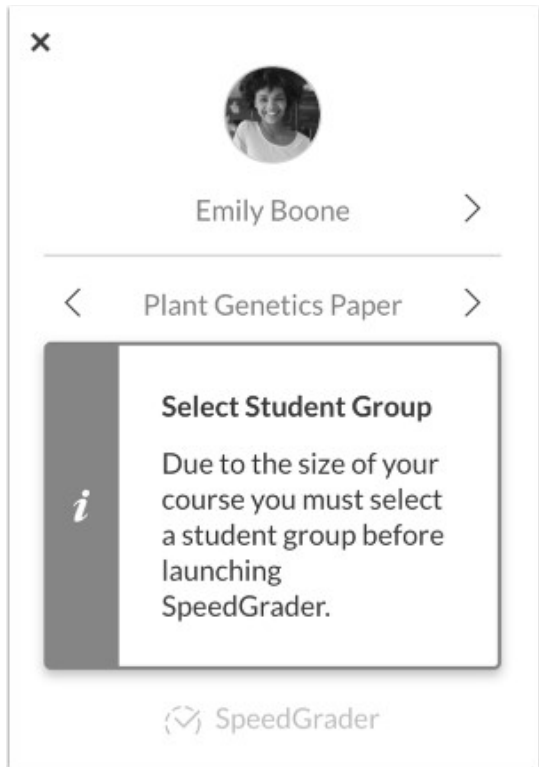 Emily Boone
Plant Genetics Paper
Select Student Group
Due to the size of your
course you must select
a student group before
launching
SpeedGrader.
SpeedGrader